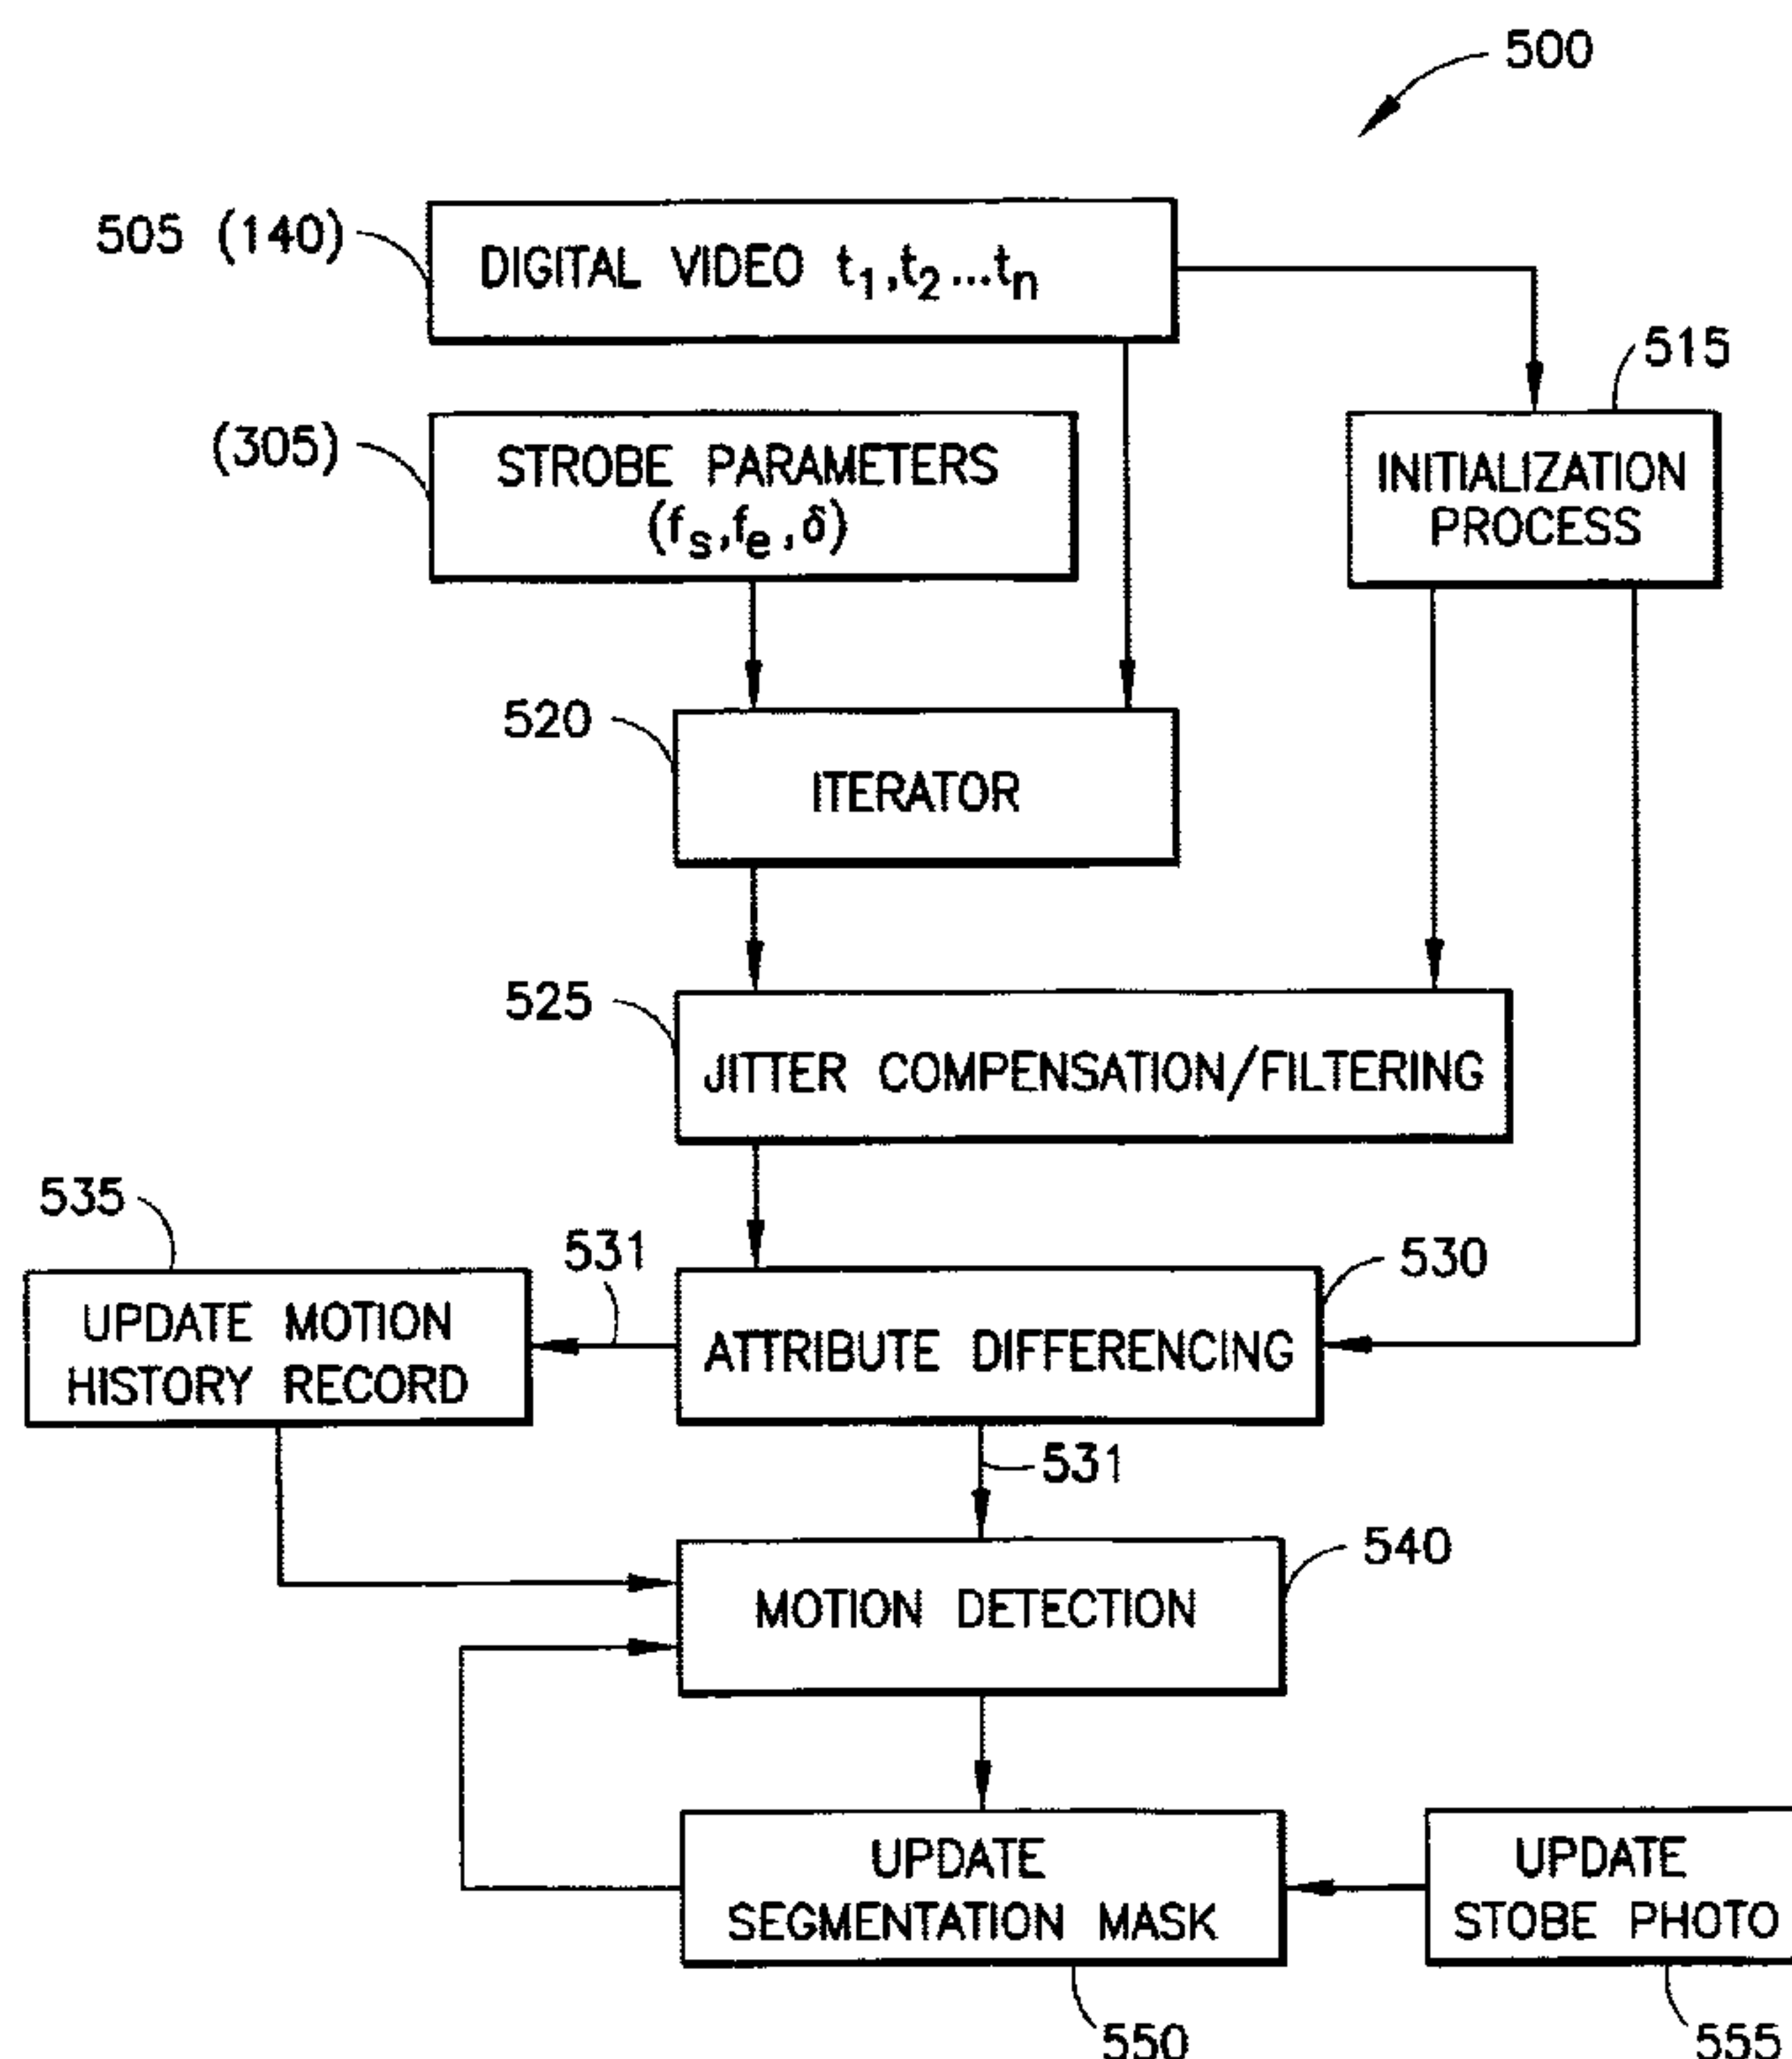 500
505 (140)
DIGITAL VIDEO t₁,t₂...tₙ
515
(305)
STROBE PARAMETERS
(fₛ,fₑ,δ)
INITIALIZATION
PROCESS
520
ITERATOR
525
JITTER COMPENSATION/FILTERING
535
531
530
UPDATE MOTION
HISTORY RECORD
ATTRIBUTE DIFFERENCING
531
540
MOTION DETECTION
UPDATE
SEGMENTATION MASK
UPDATE
STOBE PHOTO
550
555